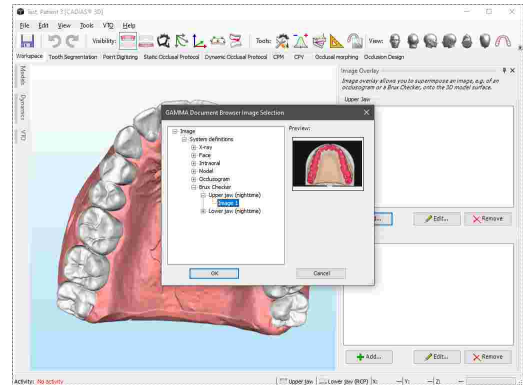 Test, Patient T [CADIAS® 3D]
File Edit View Tools VTO Help
Visibility:
Tools:
View:
Workspace Tooth Segmentation Point Digitizing Static Occlusal Protocol Dynamic Occlusal Protocol CPM CPV Occlusal morphing Occlusion Design
Models
Dynamics
VTO
Image Overlay
Image overlay allows you to superimpose an image, e.g. of an
occlusogram or a Brux Checker, onto the 3D model surface.
Upper Jaw
GAMMA Document Browser Image Selection
Image
System definitions
X-ray
Face
Intraoral
Model
Occlusogram
Brux Checker
Upper jaw (nighttime)
Image 1
Lower jaw (nighttime)
Preview:
OK
Cancel
Edit...
Remove
Add...
Edit...
Remove
Activity: No activity
Upper jaw
Lower jaw (RCP)
X: —
Y: —
Z: —